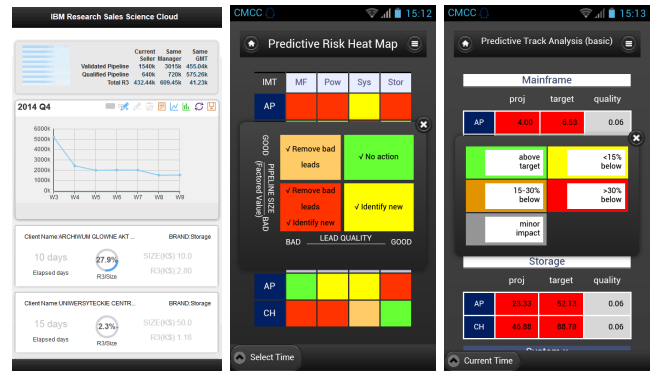 IBM Research Sales Science Cloud
Current Same Same
Seller Manager GMT
Validated Pipeline 1540k 3015k 455.04k
Qualified Pipeline 640k 720k 575.26k
Total R3 432.44k 609.45k 41.23k
2014 Q4
6000k
5000k
4000k
3000k
2000k
1000k
0k
W3 W4 W5 W6 W7 W8 W9
Client Name:ARCHIWUM GLOWNE AKT ... BRAND:Storage
10 days 27.9% SIZE(K$):10.0
R3(K$):2.80
Elapsed days R3/Size
Client Name:UNIWERSYTECKIE CENTR... BRAND:Storage
15 days 2.3% SIZE(K$):50.0
R3(K$):1.16
Elapsed days R3/Size
CMCC 15:12
Predictive Risk Heat Map
IMT MF Pow Sys Stor
AP
GOOD
PIPELINE SIZE
(Factored Value)
BAD
√ Remove bad
leads
√ No action
√ Remove bad
leads
√ Identify new
√ Identify new
BAD LEAD QUALITY GOOD
AP
CH
Select Time
CMCC 15:13
Predictive Track Analysis (basic)
Mainframe
proj target quality
AP 4.00 6.53 0.06
above
target
<15%
below
15-30%
below
>30%
below
minor
impact
Storage
proj target quality
AP 23.33 52.13 0.06
CH 45.88 88.78 0.06
Current Time